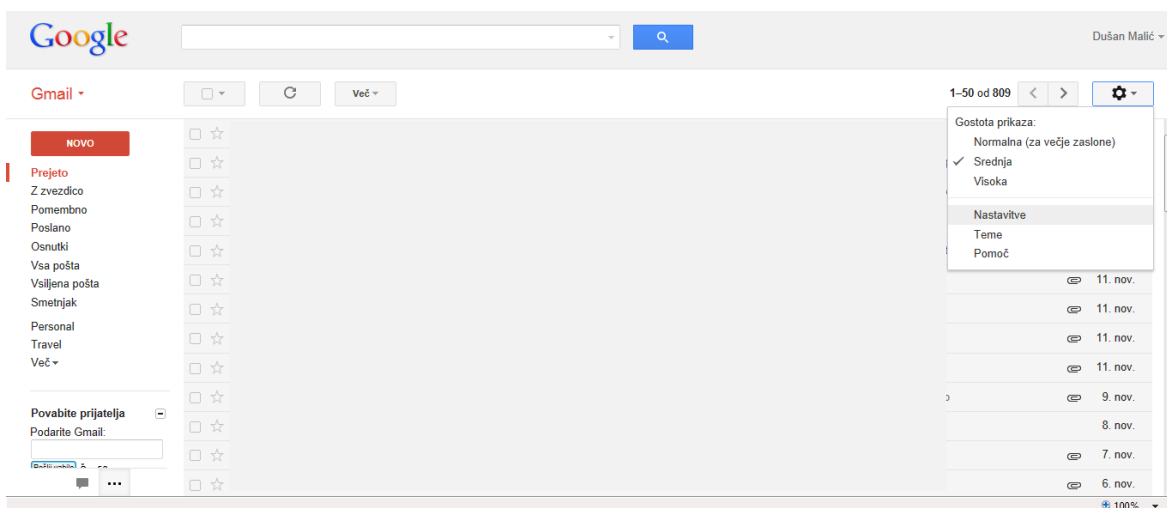 Google
Dušan Malić
Gmail
Več
1–50 od 809
Gostota prikaza:
Normalna (za večje zaslone)
Srednja
Visoka
Nastavitve
Teme
Pomoč
NOVO
Prejeto
Z zvezdico
Pomembno
Poslano
Osnutki
Vsa pošta
Vsiljena pošta
Smetnjak
Personal
Travel
Več
Povabite prijatelja
Podarite Gmail:
11. nov.
11. nov.
11. nov.
11. nov.
9. nov.
8. nov.
7. nov.
6. nov.
100%